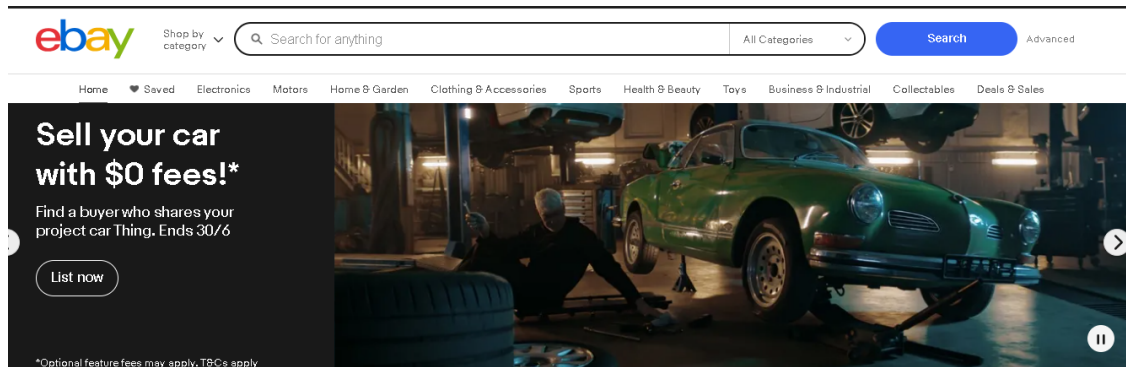 ebay
Shop by
category
Search for anything
All Categories
Search
Advanced
Home
Saved
Electronics
Motors
Home & Garden
Clothing & Accessories
Sports
Health & Beauty
Toys
Business & Industrial
Collectables
Deals & Sales
Sell your car
with $0 fees!*
Find a buyer who shares your
project car Thing. Ends 30/6
List now
*Optional feature fees may apply. T&Cs apply